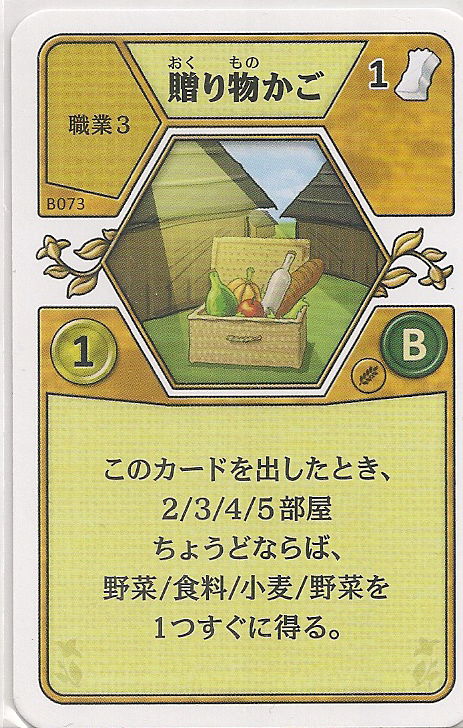 おく もの
贈り物かご
1
職業3
B073
1
B
このカードを出したとき、
2/3/4/5部屋
ちょうどならば、
野菜/食料/小麦/野菜を
1つすぐに得る。